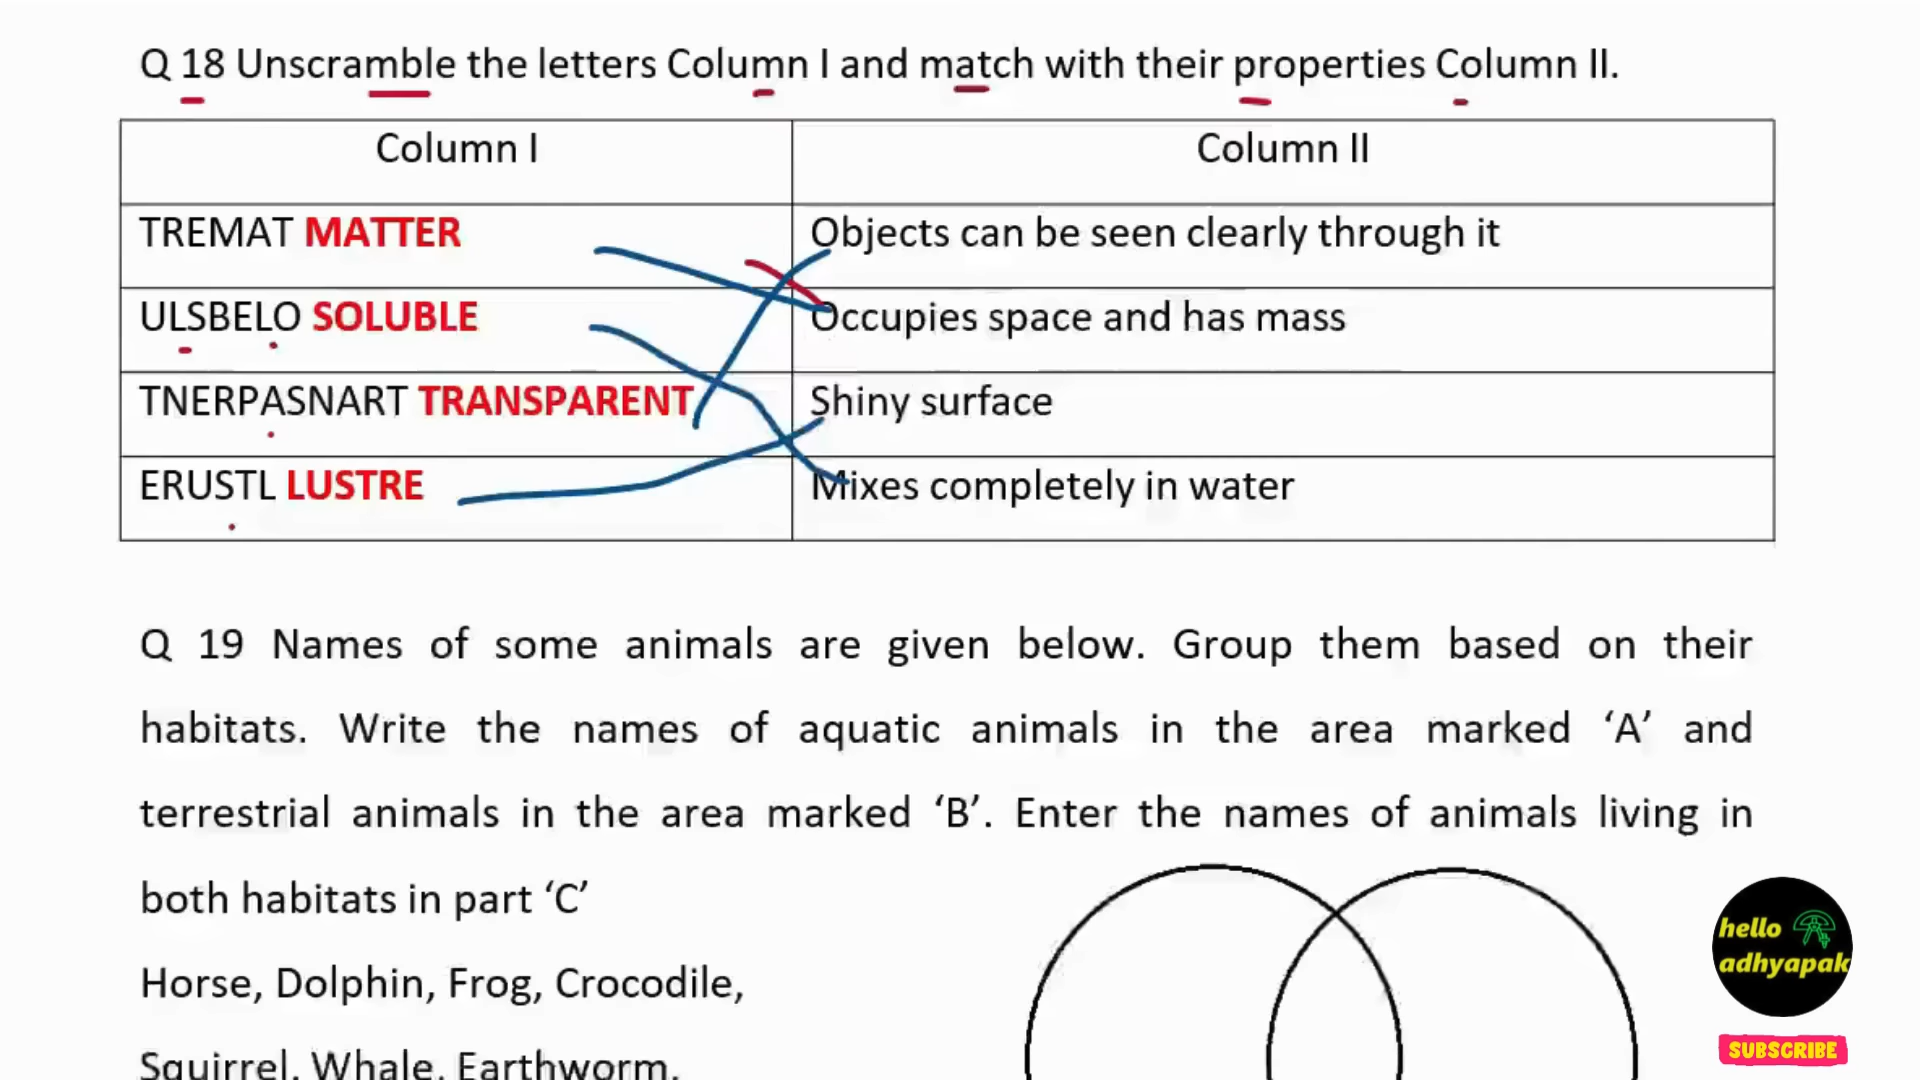 Q 18 Unscramble the letters Column I and match with their properties Column II.
Column I Column II
TREMAT MATTER Objects can be seen clearly through it
ULSBELO SOLUBLE Occupies space and has mass
TNERPASNART TRANSPARENT Shiny surface
ERUSTL LUSTRE Mixes completely in water
Q 19 Names of some animals are given below. Group them based on their
habitats. Write the names of aquatic animals in the area marked ‘A’ and
terrestrial animals in the area marked ‘B’. Enter the names of animals living in
both habitats in part ‘C’
Horse, Dolphin, Frog, Crocodile,
Squirrel, Whale, Earthworm,
hello
adhyapak
SUBSCRIBE